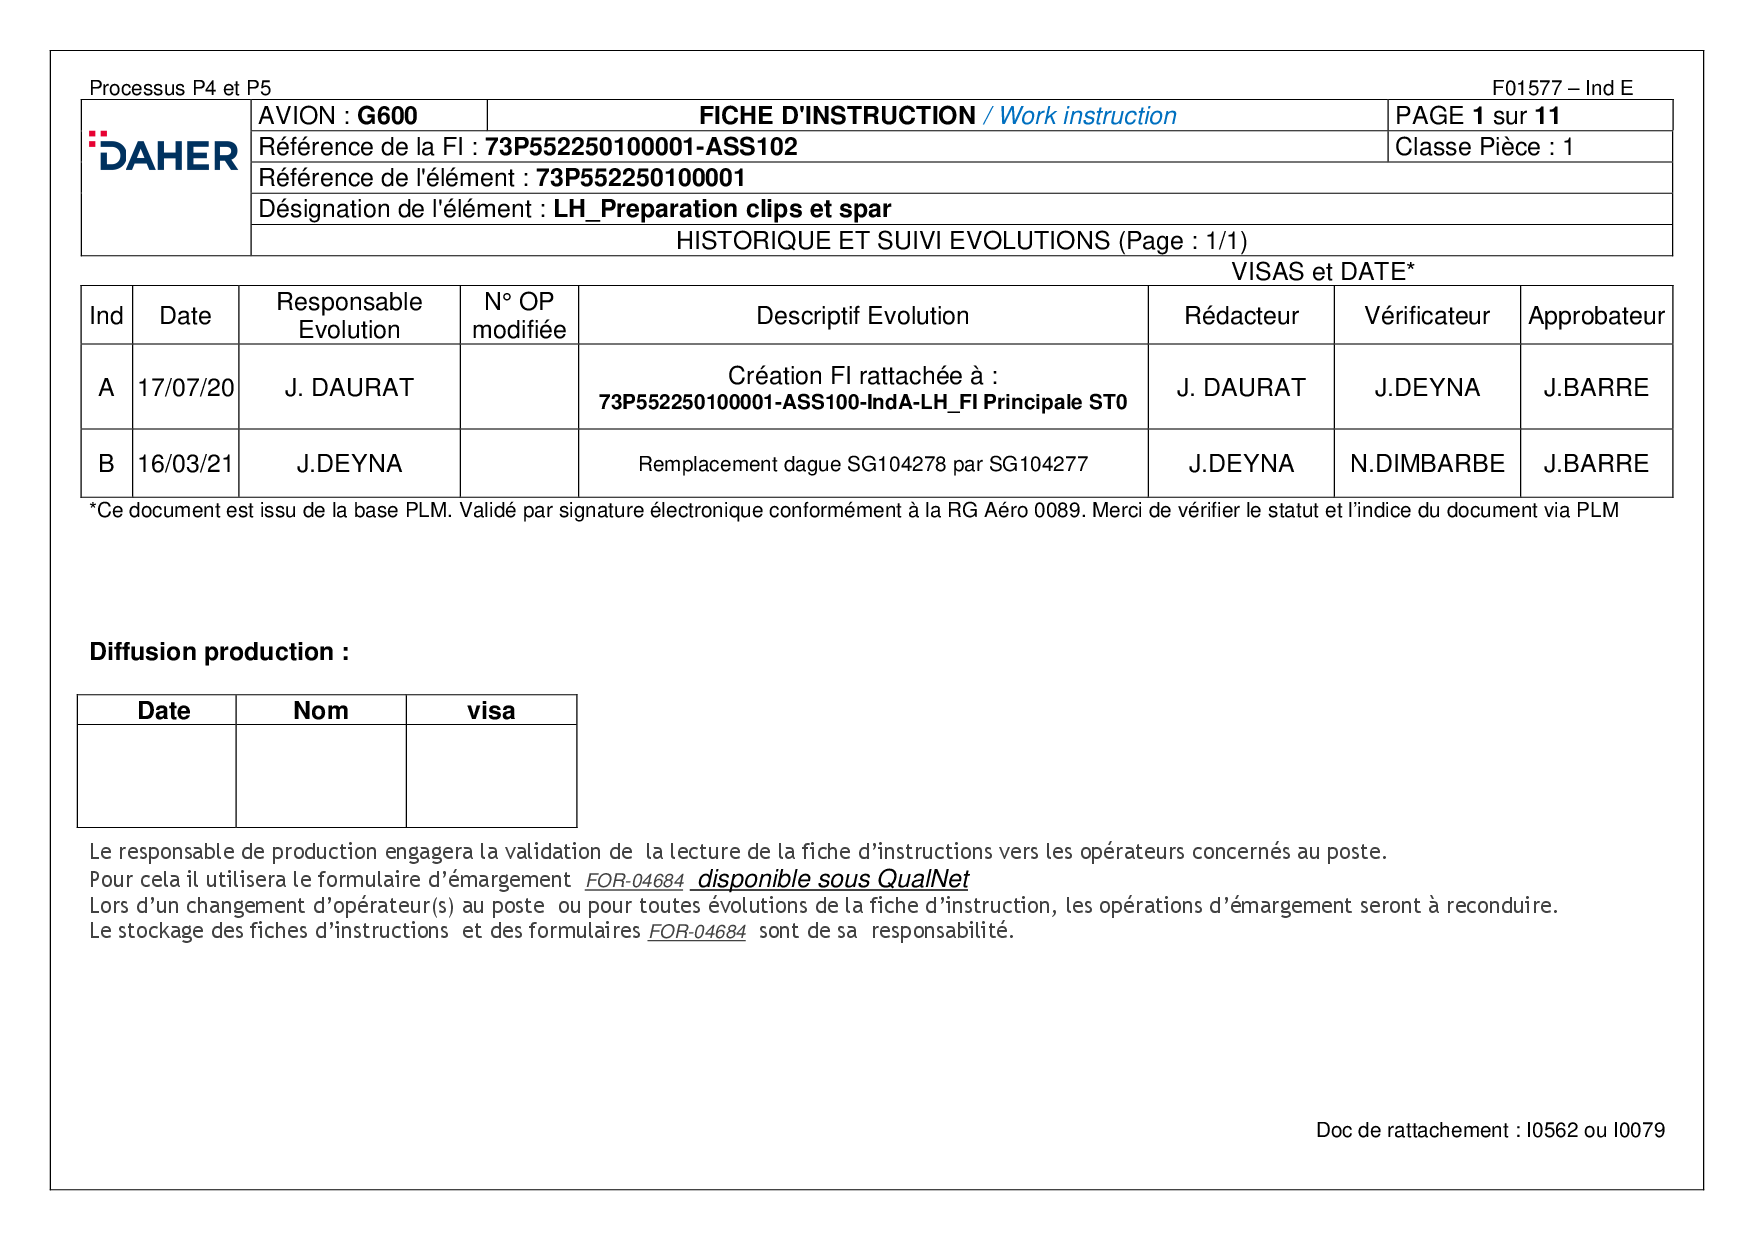 Processus P4 et P5
F01577 – Ind E
DAHER
AVION : G600
FICHE D'INSTRUCTION / Work instruction
PAGE 1 sur 11
Référence de la FI : 73P552250100001-ASS102
Classe Pièce : 1
Référence de l'élément : 73P552250100001
Désignation de l'élément : LH_Preparation clips et spar
HISTORIQUE ET SUIVI EVOLUTIONS (Page : 1/1)
VISAS et DATE*
Ind
Date
Responsable
Evolution
N° OP
modifiée
Descriptif Evolution
Rédacteur
Vérificateur
Approbateur
A
17/07/20
J. DAURAT
Création FI rattachée à :
73P552250100001-ASS100-IndA-LH_FI Principale ST0
J. DAURAT
J.DEYNA
J.BARRE
B
16/03/21
J.DEYNA
Remplacement dague SG104278 par SG104277
J.DEYNA
N.DIMBARBE
J.BARRE
*Ce document est issu de la base PLM. Validé par signature électronique conformément à la RG Aéro 0089. Merci de vérifier le statut et l’indice du document via PLM
Diffusion production :
Date
Nom
visa
Le responsable de production engagera la validation de la lecture de la fiche d’instructions vers les opérateurs concernés au poste.
Pour cela il utilisera le formulaire d’émargement FOR-04684 disponible sous QualNet
Lors d’un changement d’opérateur(s) au poste ou pour toutes évolutions de la fiche d’instruction, les opérations d’émargement seront à reconduire.
Le stockage des fiches d’instructions et des formulaires FOR-04684 sont de sa responsabilité.
Doc de rattachement : I0562 ou I0079